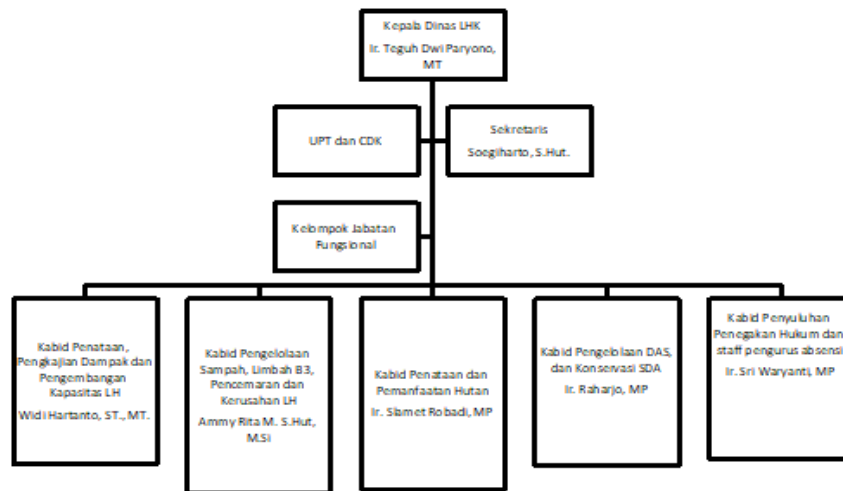 Kepala Dinas LHK
Ir. Teguh Dwi Paryono,
MT
UPT dan CDK
Sekretaris
Soegiharto, S.Hut.
Kelompok Jabatan
Fungsional
Kabid Penataan,
Pengkajian Dampak dan
Pengembangan
Kapasitas LH
Widi Hartanto, ST., MT.
Kabid Pengelolaan
Sampah, Limbah B3,
Pencemaran dan
Kerusahan LH
Ammy Rita M. S.Hut,
M.Si
Kabid Penataan dan
Pemanfaatan Hutan
Ir. Slamet Robadi, MP
Kabid Pengelolaan DAS,
dan Konservasi SDA
Ir. Raharjo, MP
Kabid Penyuluhan
Penegakan Hukum dan
staff pengurus absensi
Ir. Sri Waryanti, MP